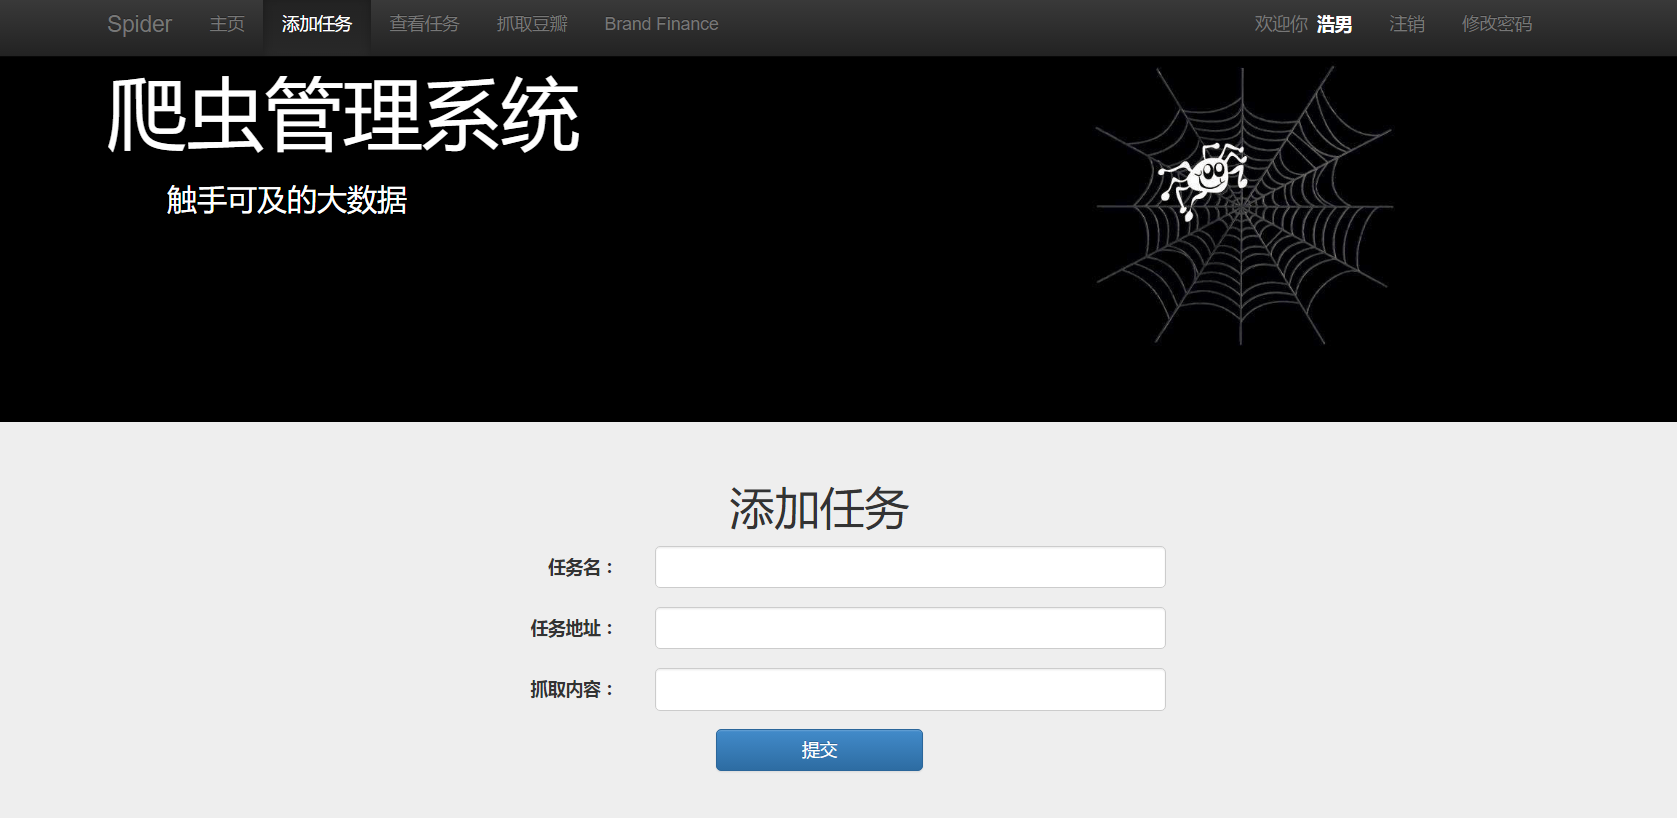 Spider 主页 添加任务 查看任务 抓取豆瓣 Brand Finance 欢迎你 浩男 注销 修改密码
爬虫管理系统
触手可及的大数据
添加任务
任务名：
任务地址：
抓取内容：
提交